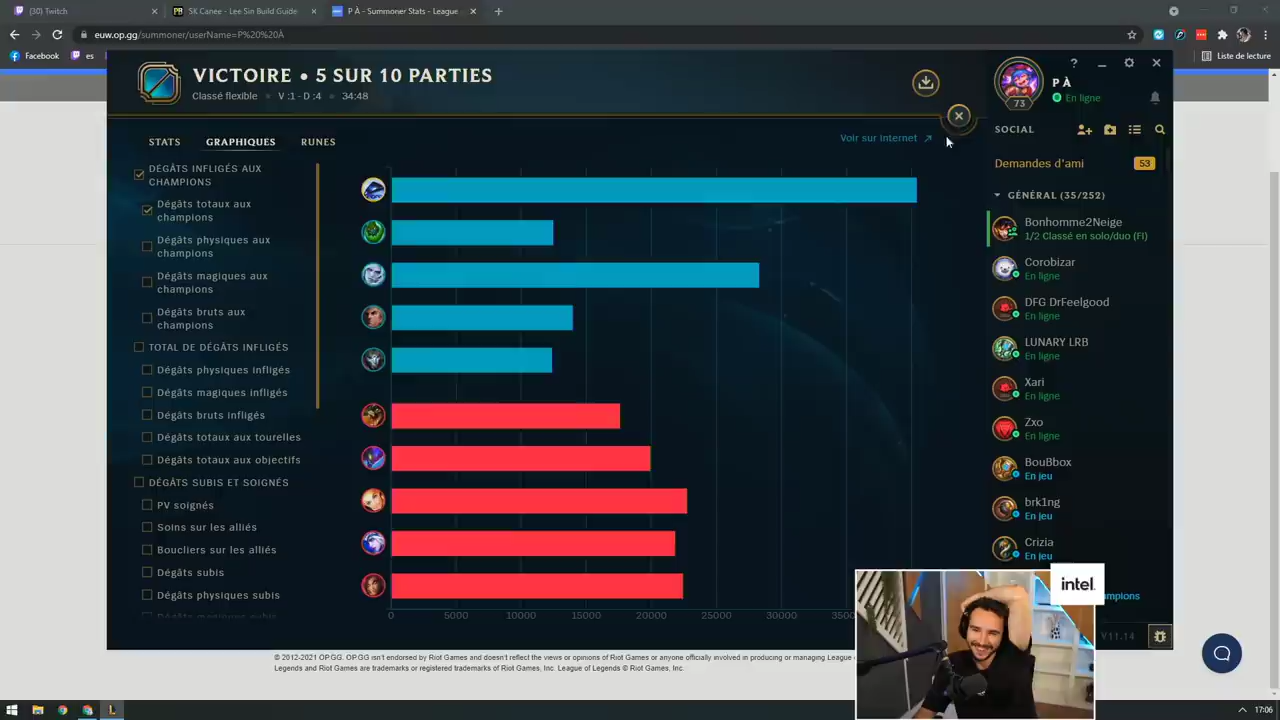 (30) Twitch
SK Canee - Lee Sin Build Guide
P À - Summoner Stats - League
euw.op.gg/summoner/userName=P%20%20À
Facebook
es
Liste de lecture
VICTOIRE • 5 SUR 10 PARTIES
Classé flexible
V :1 - D :4
34:48
P À
En ligne
73
SOCIAL
STATS
GRAPHIQUES
RUNES
Voir sur internet
Demandes d'ami
53
GÉNÉRAL (35/252)
DÉGÂTS INFLIGÉS AUX
CHAMPIONS
Dégâts totaux aux
champions
Dégâts physiques aux
champions
Dégâts magiques aux
champions
Dégâts bruts aux
champions
TOTAL DE DÉGÂTS INFLIGÉS
Dégâts physiques infligés
Dégâts magiques infligés
Dégâts bruts infligés
Dégâts totaux aux tourelles
Dégâts totaux aux objectifs
DÉGÂTS SUBIS ET SOIGNÉS
PV soignés
Soins sur les alliés
Boucliers sur les alliés
Dégâts subis
Dégâts physiques subis
Dégâts magiques subis
0
5000
10000
15000
20000
25000
30000
Bonhomme2Neige
1/2 Classé en solo/duo (Fi)
Corobizar
En ligne
DFG DrFeelgood
En ligne
LUNARY LRB
En ligne
Xari
En ligne
Zxo
En ligne
BouBbox
En jeu
brk1ng
En jeu
Crizia
En jeu
intel.
V11.14
© 2012-2021 OP.GG. OP.GG isn't endorsed by Riot Games and doesn't reflect the views or opinions of Riot Games or anyone officially involved in producing or managing League
Legends and Riot Games are trademarks or registered trademarks of Riot Games, Inc. League of Legends © Riot Games, Inc.
17:06